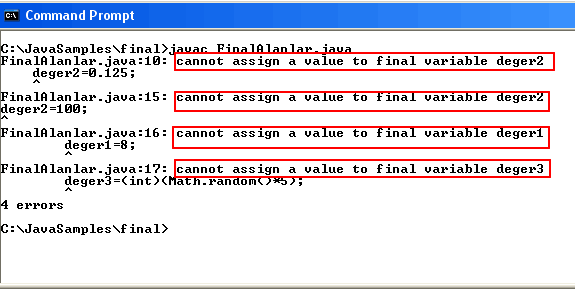 Command Prompt
C:\JavaSamples\final>javac FinalAlanlar.java
FinalAlanlar.java:10: cannot assign a value to final variable deger2
deger2=0.125;
^
FinalAlanlar.java:15: cannot assign a value to final variable deger2
deger2=100;
^
FinalAlanlar.java:16: cannot assign a value to final variable deger1
deger1=8;
^
FinalAlanlar.java:17: cannot assign a value to final variable deger3
deger3=(int)(Math.random()*5);
^
4 errors
C:\JavaSamples\final>